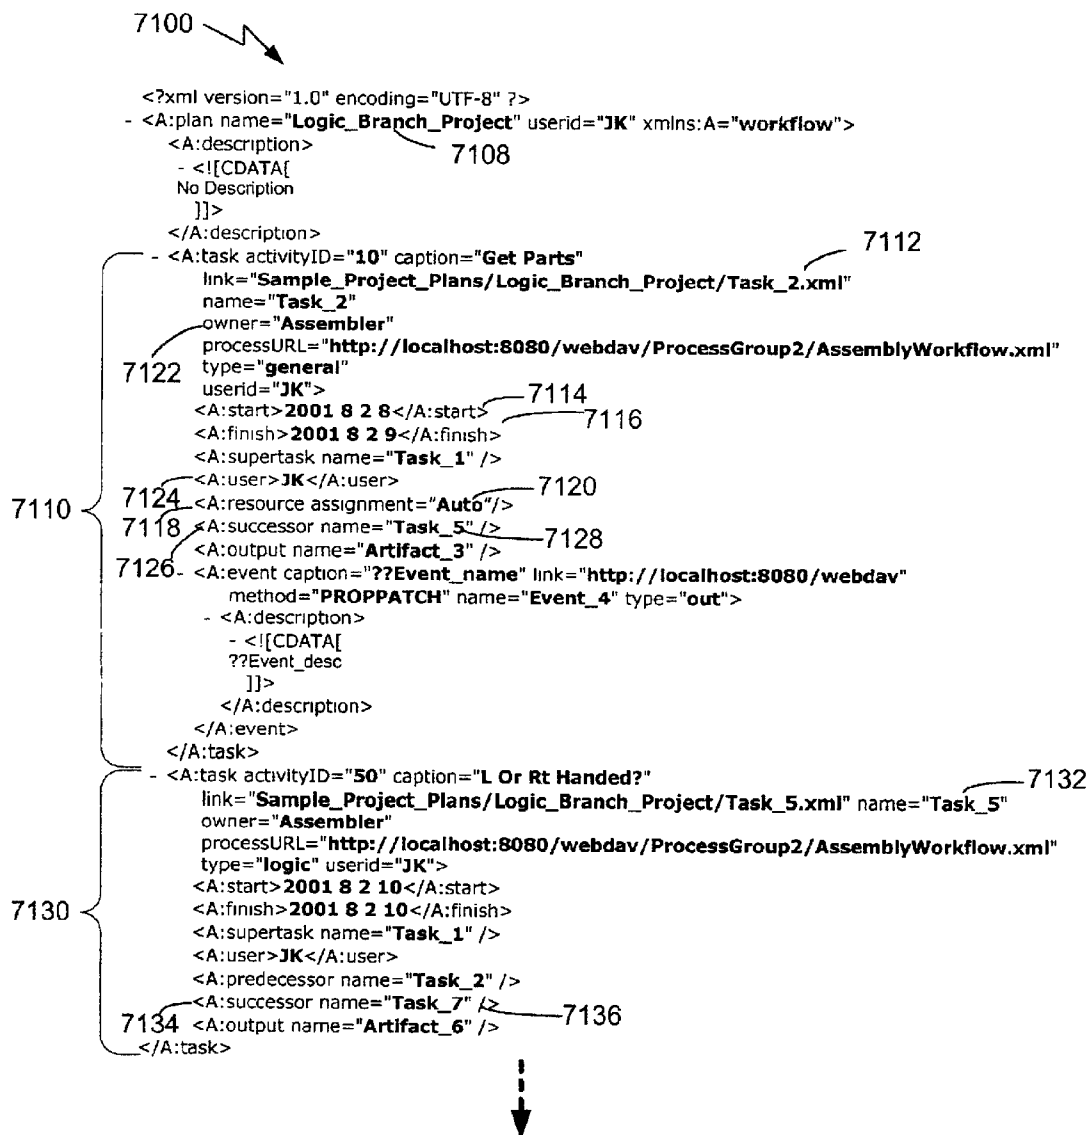 7100
<?xml version="1.0" encoding="UTF-8" ?>
- <A:plan name="Logic_Branch_Project" userid="JK" xmlns:A="workflow">
<A:description> 7108
- <![CDATA[
No Description
]]>
</A:description>
- <A:task activityID="10" caption="Get Parts" 7112
link="Sample_Project_Plans/Logic_Branch_Project/Task_2.xml"
name="Task_2"
owner="Assembler"
processURL="http://localhost:8080/webdav/ProcessGroup2/AssemblyWorkflow.xml"
7122 type="general"
userid="JK">
<A:start>2001 8 2 8</A:start> 7114
<A:finish>2001 8 2 9</A:finish> 7116
<A:supertask name="Task_1" />
7124 <A:user>JK</A:user>
7110 7118 <A:resource assignment="Auto"/> 7120
7126 <A:successor name="Task_5" /> 7128
<A:output name="Artifact_3" />
- <A:event caption="??Event_name" link="http://localhost:8080/webdav"
method="PROPPATCH" name="Event_4" type="out">
- <A:description>
- <![CDATA[
??Event_desc
]]>
</A:description>
</A:event>
</A:task>
- <A:task activityID="50" caption="L Or Rt Handed?" 7132
link="Sample_Project_Plans/Logic_Branch_Project/Task_5.xml" name="Task_5"
owner="Assembler"
processURL="http://localhost:8080/webdav/ProcessGroup2/AssemblyWorkflow.xml"
type="logic" userid="JK">
<A:start>2001 8 2 10</A:start>
7130 <A:finish>2001 8 2 10</A:finish>
<A:supertask name="Task_1" />
<A:user>JK</A:user>
<A:predecessor name="Task_2" />
<A:successor name="Task_7" /> 7136
7134 <A:output name="Artifact_6" />
</A:task>